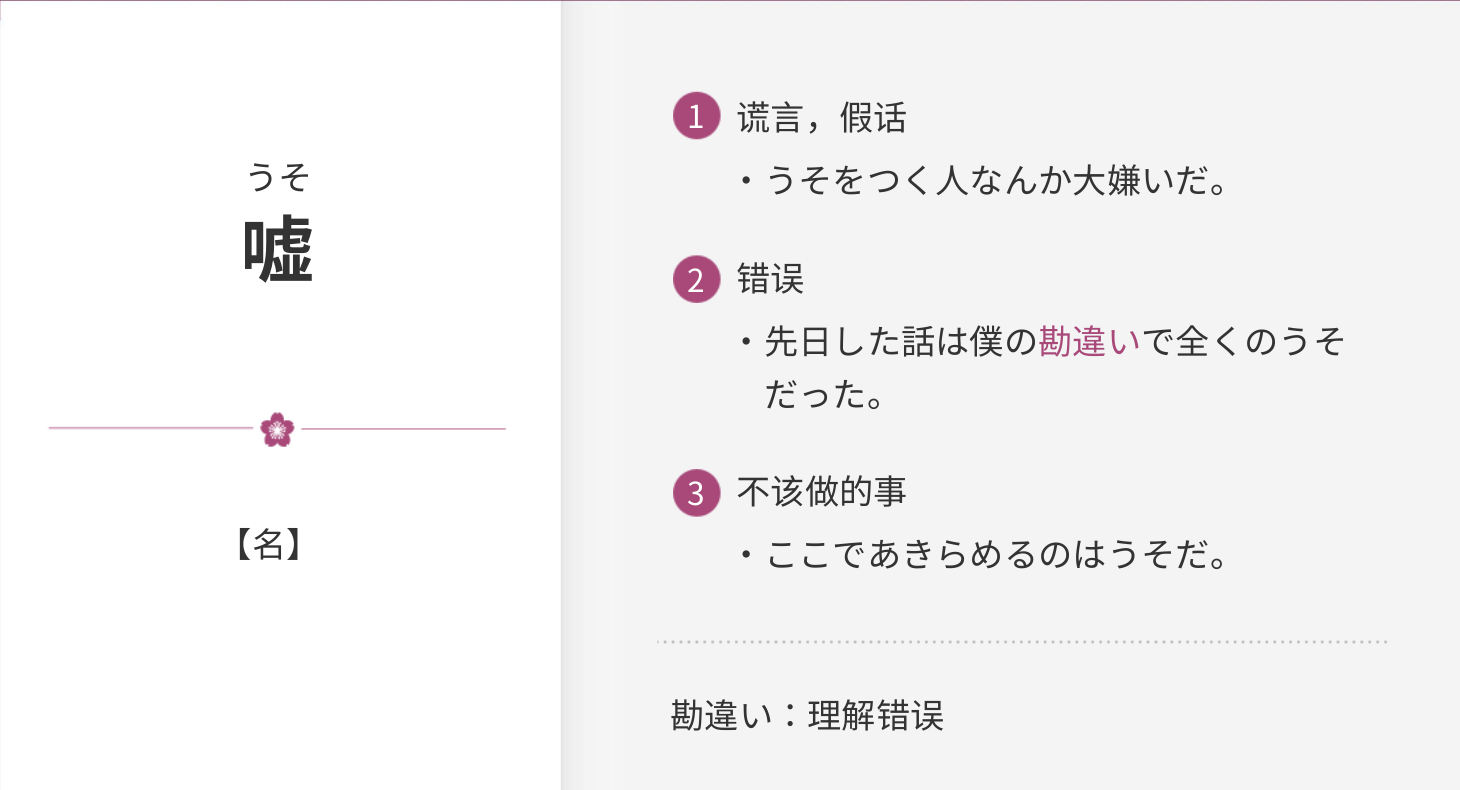 うそ
嘘
【名】
1 谎言，假话
・うそをつく人なんか大嫌いだ。
2 错误
・先日した話は僕の勘違いで全くのうそ
だった。
3 不该做的事
・ここであきらめるのはうそだ。
勘違い：理解错误